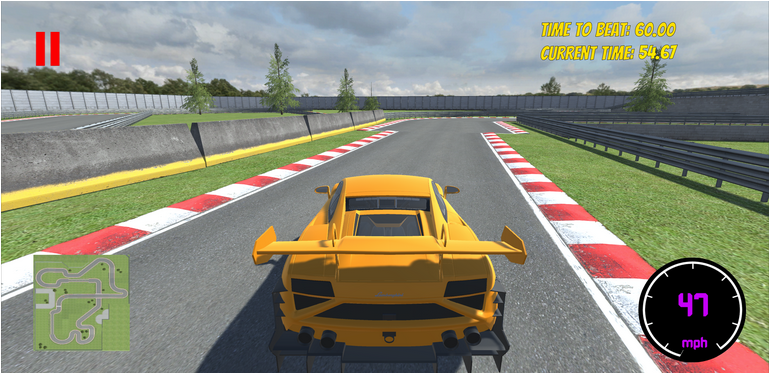 TIME TO BEAT: 60.00
CURRENT TIME: 54.67
47
mph